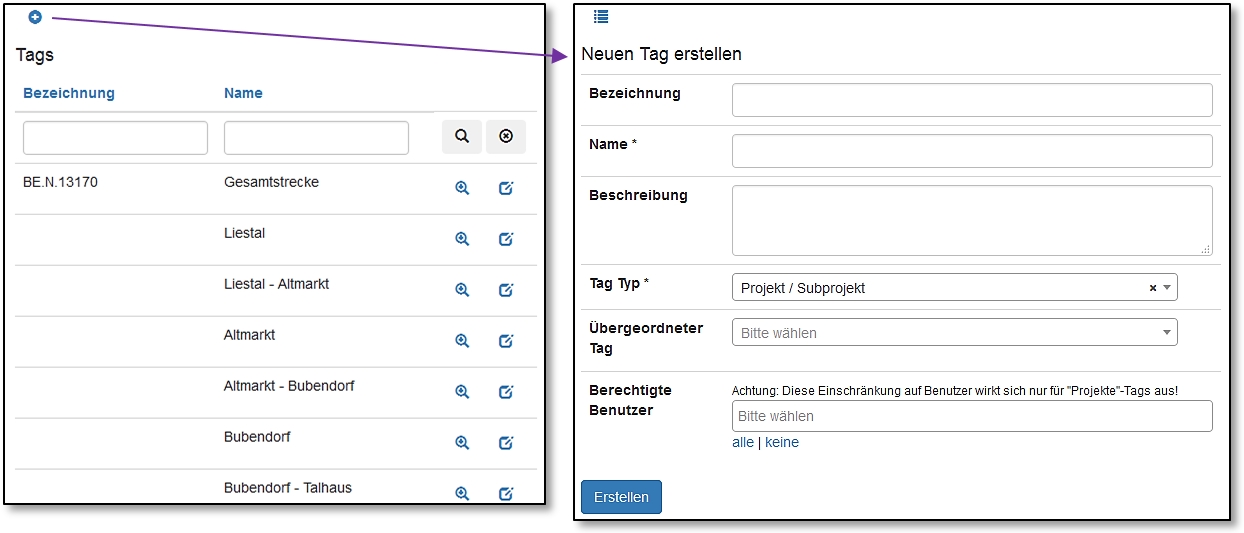 Tags
Bezeichnung Name
BE.N.13170 Gesamtstrecke
Liestal
Liestal - Altmarkt
Altmarkt
Altmarkt - Bubendorf
Bubendorf
Bubendorf - Talhaus
Neuen Tag erstellen
Bezeichnung
Name *
Beschreibung
Tag Typ * Projekt / Subprojekt
Übergeordneter
Tag
Bitte wählen
Berechtigte
Benutzer
Achtung: Diese Einschränkung auf Benutzer wirkt sich nur für "Projekte"-Tags aus!
Bitte wählen
alle | keine
Erstellen